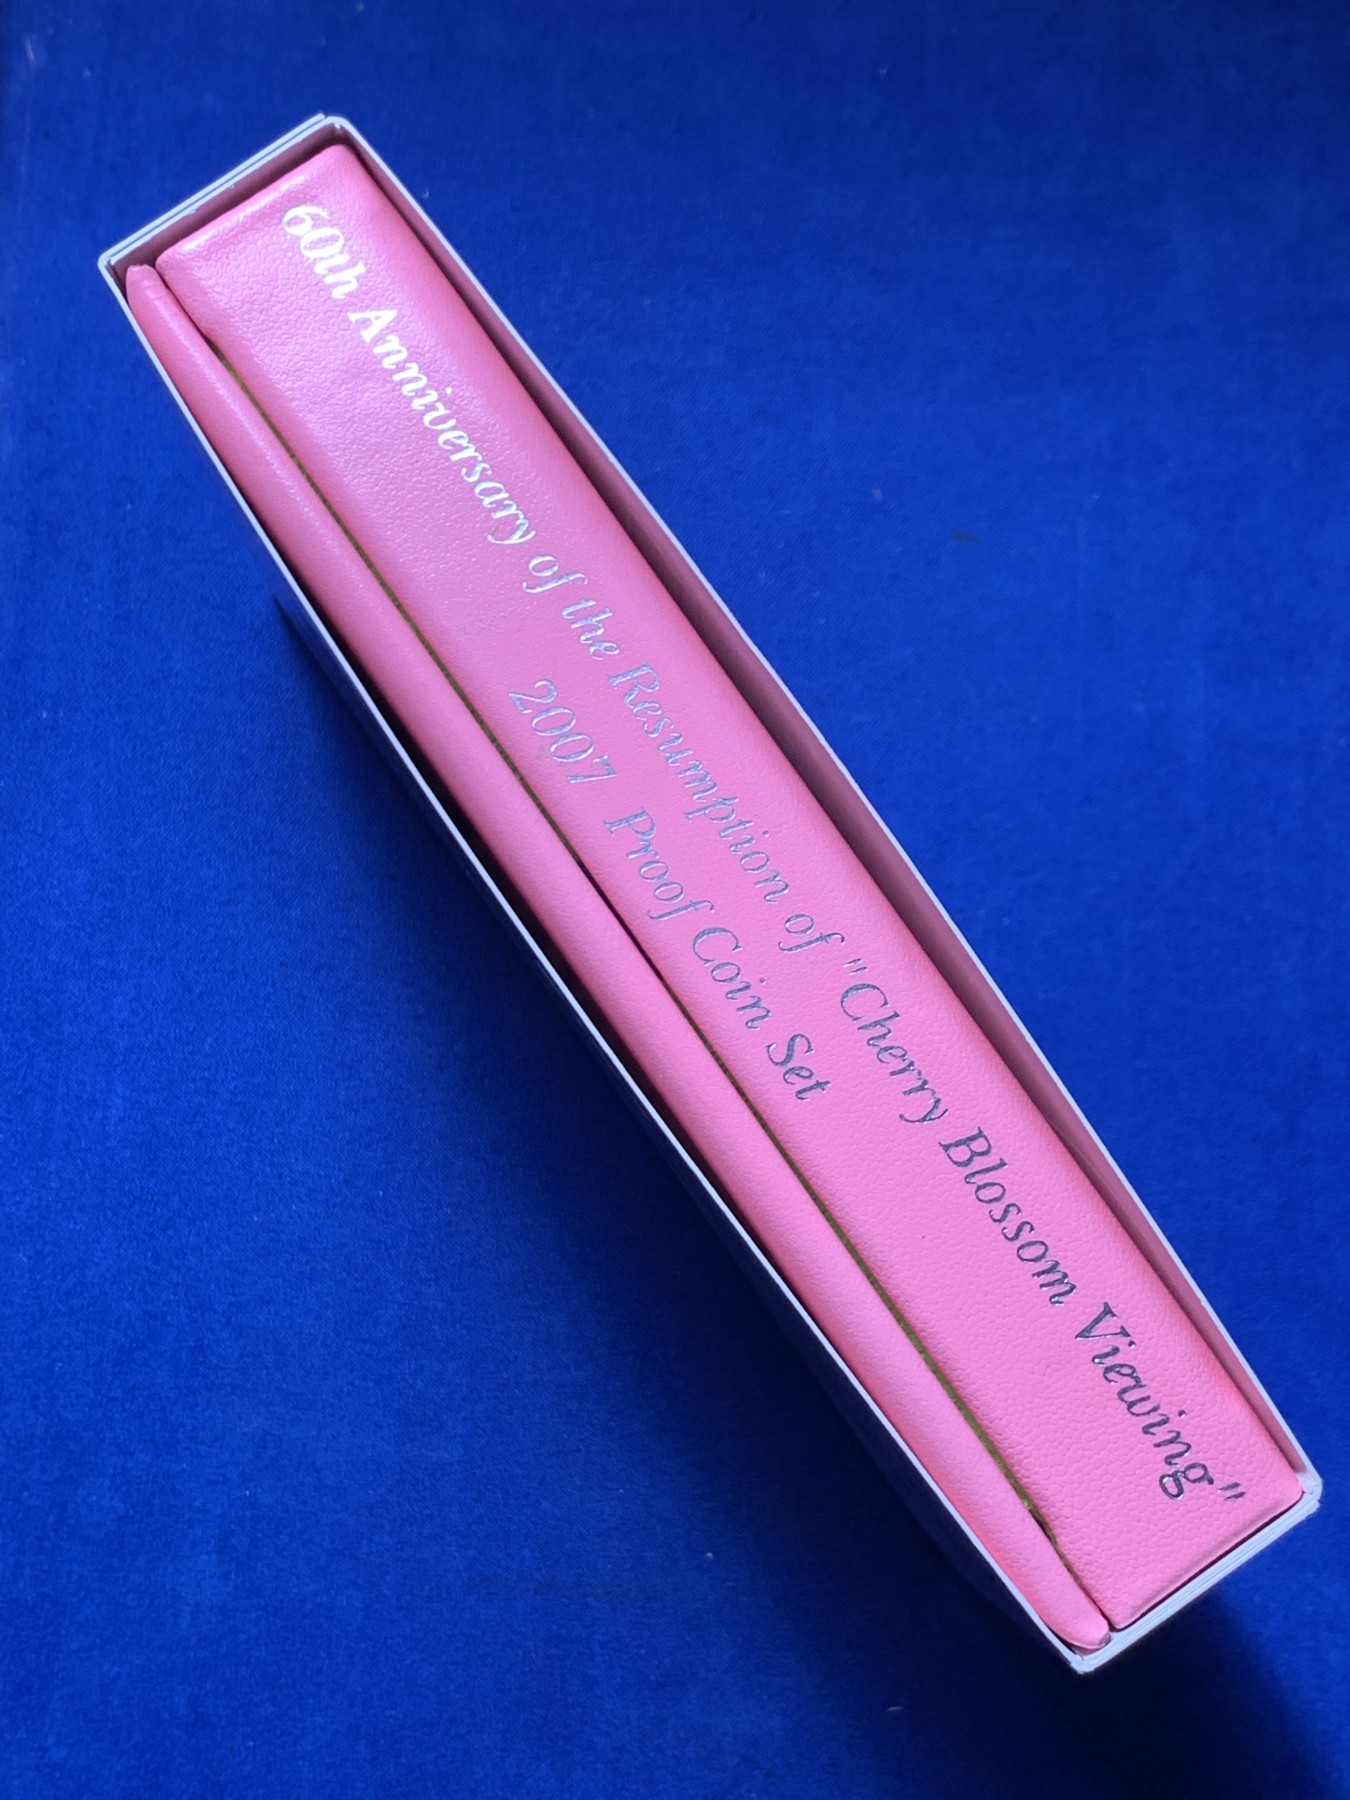 60th Anniversary of the Resumption of "Cherry Blossom Viewing"
2007 Proof Coin Set